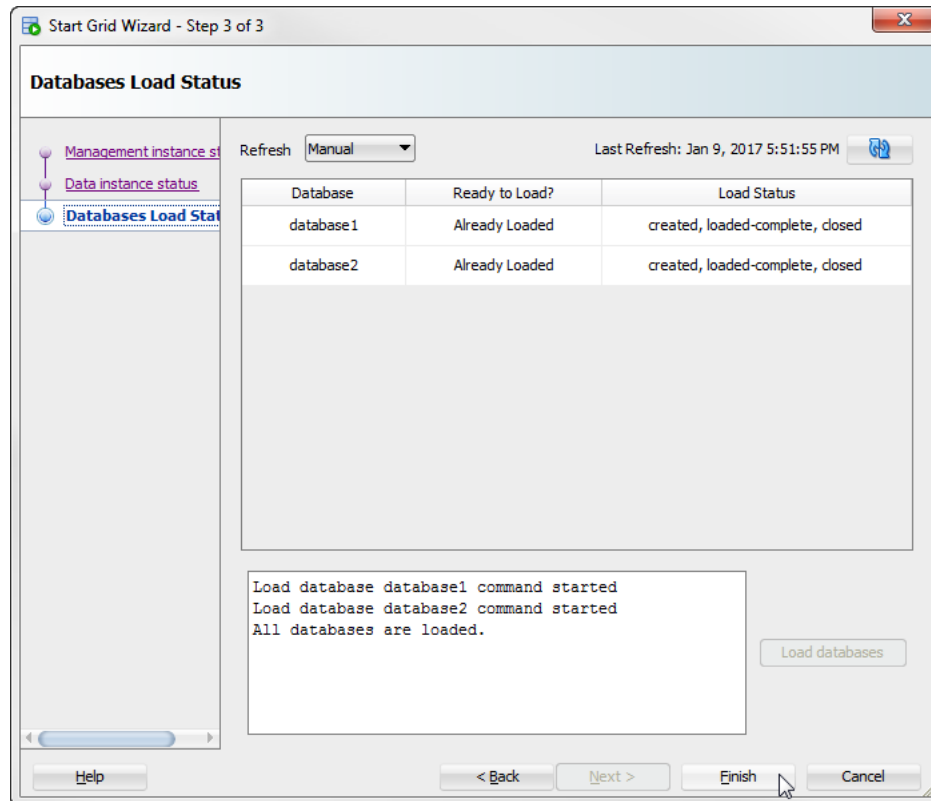 Start Grid Wizard - Step 3 of 3
Databases Load Status
Management instance st
Data instance status
Databases Load Stat
Refresh Manual Last Refresh: Jan 9, 2017 5:51:55 PM
Database Ready to Load? Load Status
database1 Already Loaded created, loaded-complete, closed
database2 Already Loaded created, loaded-complete, closed
Load database database1 command started
Load database database2 command started
All databases are loaded.
Load databases
Help < Back Next > Finish Cancel